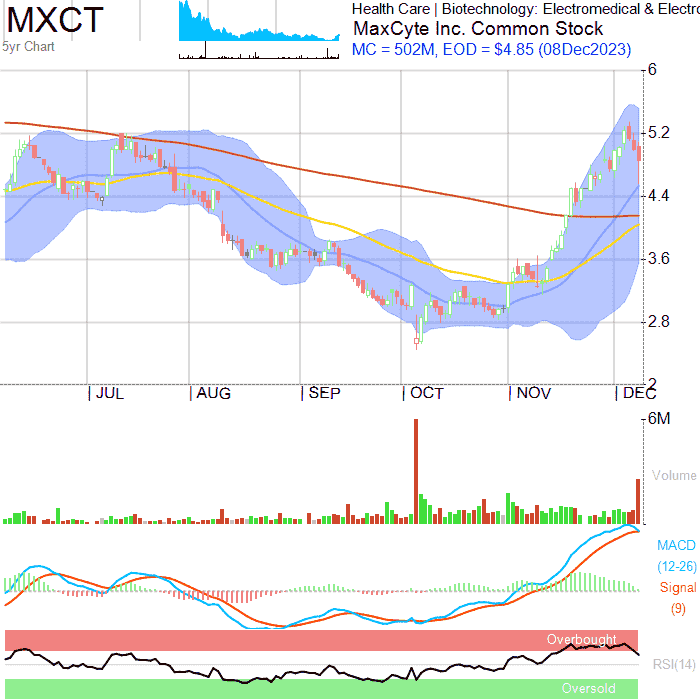 MXCT
5yr Chart
Health Care | Biotechnology: Electromedical & Electro
MaxCyte Inc. Common Stock
MC = 502M, EOD = $4.85 (08Dec2023)
6
5.2
4.4
3.6
2.8
2
JUL AUG SEP OCT NOV DEC
6M
Volume
MACD
(12-26)
Signal
(9)
Overbought
RSI(14)
Oversold